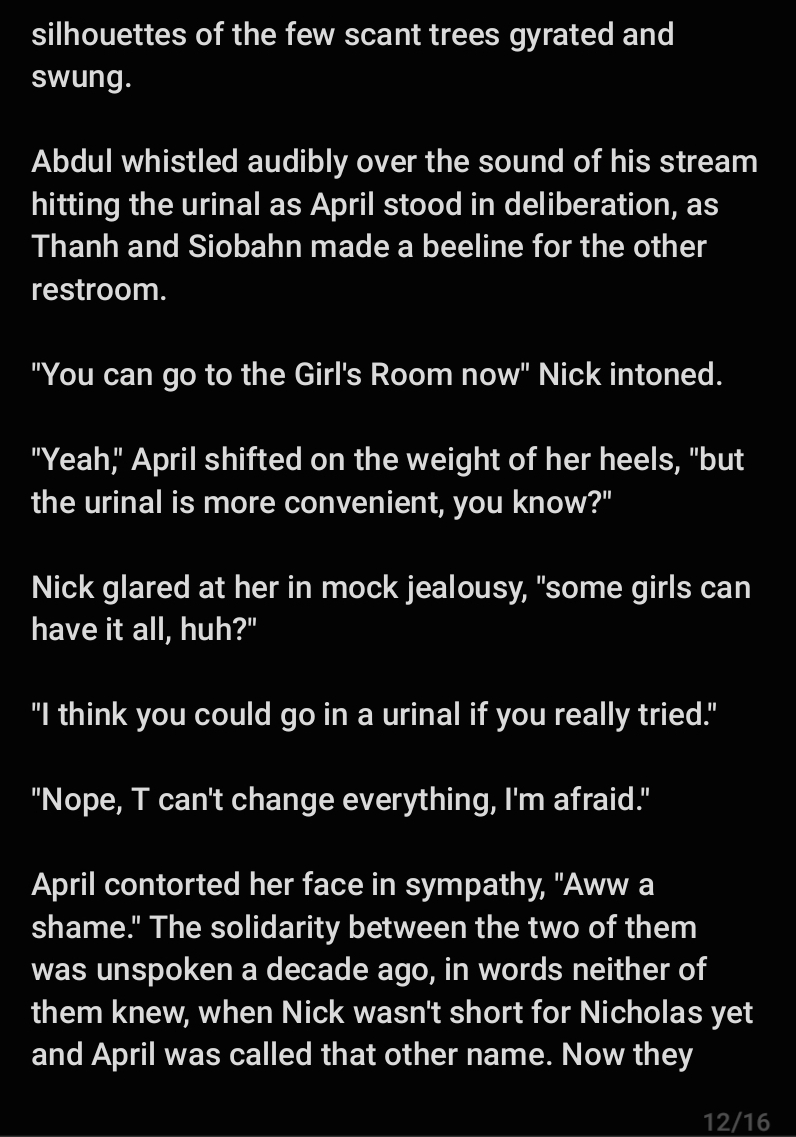 silhouettes of the few scant trees gyrated and
swung.
Abdul whistled audibly over the sound of his stream
hitting the urinal as April stood in deliberation, as
Thanh and Siobahn made a beeline for the other
restroom.
"You can go to the Girl's Room now" Nick intoned.
"Yeah," April shifted on the weight of her heels, "but
the urinal is more convenient, you know?"
Nick glared at her in mock jealousy, "some girls can
have it all, huh?"
"I think you could go in a urinal if you really tried."
"Nope, T can't change everything, I'm afraid."
April contorted her face in sympathy, "Aww a
shame." The solidarity between the two of them
was unspoken a decade ago, in words neither of
them knew, when Nick wasn't short for Nicholas yet
and April was called that other name. Now they
12/16